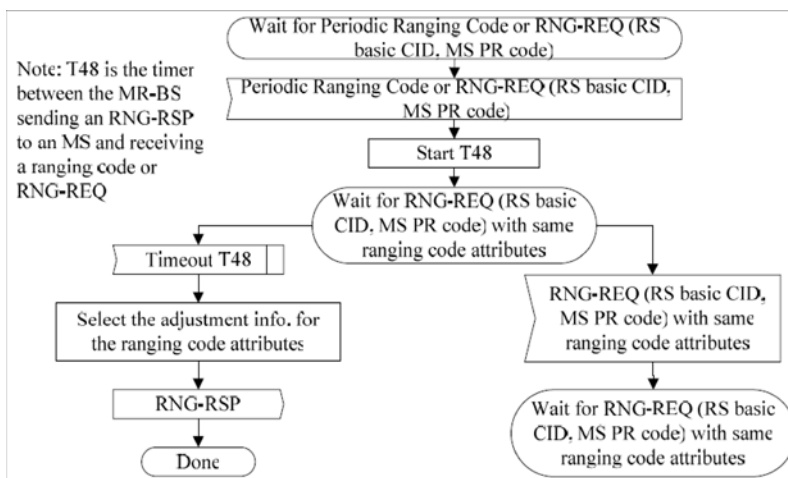 Wait for Periodic Ranging Code or RNG-REQ (RS
basic CID, MS PR code)
Note: T48 is the timer
between the MR-BS
sending an RNG-RSP
to an MS and receiving
a ranging code or
RNG-REQ
Periodic Ranging Code or RNG-REQ (RS basic CID,
MS PR code)
Start T48
Wait for RNG-REQ (RS basic
CID, MS PR code) with same
ranging code attributes
Timeout T48
Select the adjustment info. for
the ranging code attributes
RNG-RSP
Done
RNG-REQ (RS basic CID,
MS PR code) with same
ranging code attributes
Wait for RNG-REQ (RS basic
CID, MS PR code) with same
ranging code attributes